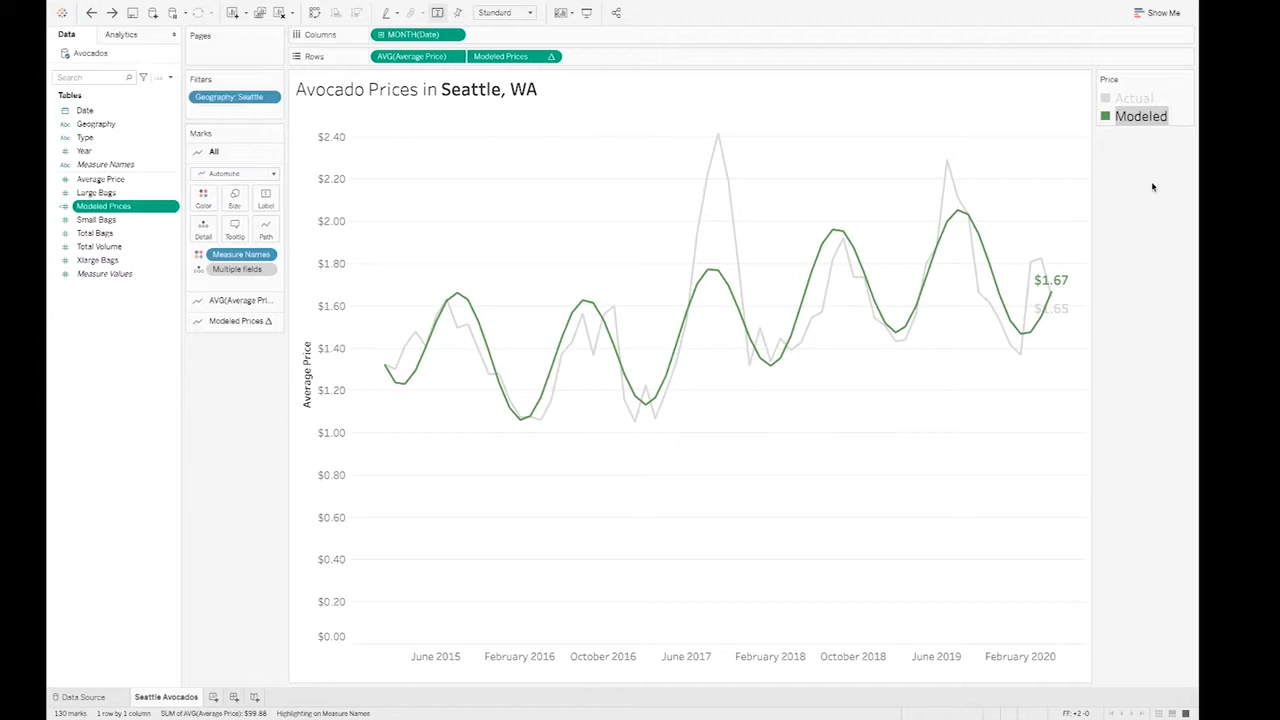 Standard
Show Me
Data
Analytics
Pages
Columns
MONTH(Date)
Avocados
Rows
AVG(Average Price)
Modeled Prices
Search
Filters
Geography: Seattle
Tables
Date
Geography
Type
Year
Measure Names
Average Price
Large Bags
Modeled Prices
Small Bags
Total Bags
Total Volume
Xlarge Bags
Measure Values
Marks
All
Automatic
Color
Size
Label
Detail
Tooltip
Path
Measure Names
Multiple fields
AVG(Average Pri...
Modeled Prices
Avocado Prices in Seattle, WA
Price
Actual
Modeled
Average Price
$2.40
$2.20
$2.00
$1.80
$1.60
$1.40
$1.20
$1.00
$0.80
$0.60
$0.40
$0.20
$0.00
$1.67
$1.65
June 2015
February 2016
October 2016
June 2017
February 2018
October 2018
June 2019
February 2020
Data Source
Seattle Avocados
130 marks
1 row by 1 column
SUM of AVG(Average Price): $99.88
Highlighting on Measure Names
FF: +2 -0